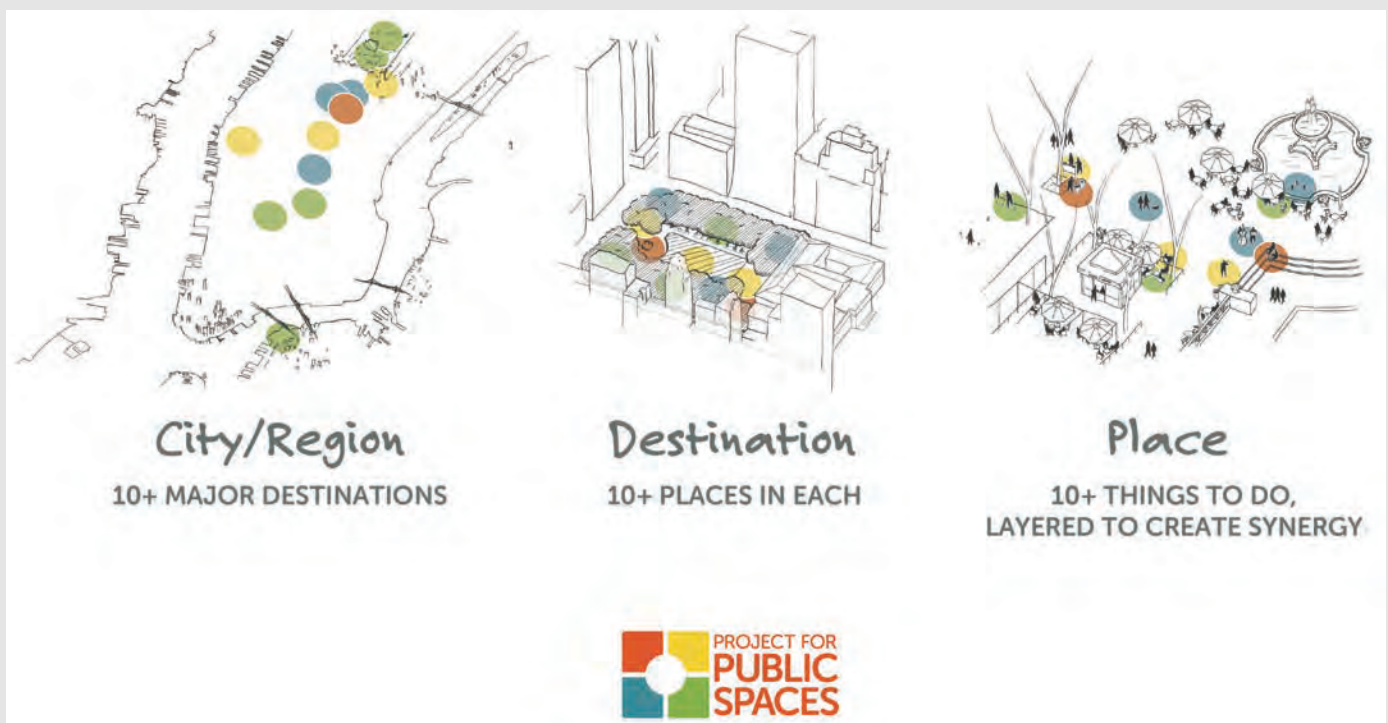 City/Region
10+ MAJOR DESTINATIONS
Destination
10+ PLACES IN EACH
Place
10+ THINGS TO DO,
LAYERED TO CREATE SYNERGY
PROJECT FOR
PUBLIC
SPACES